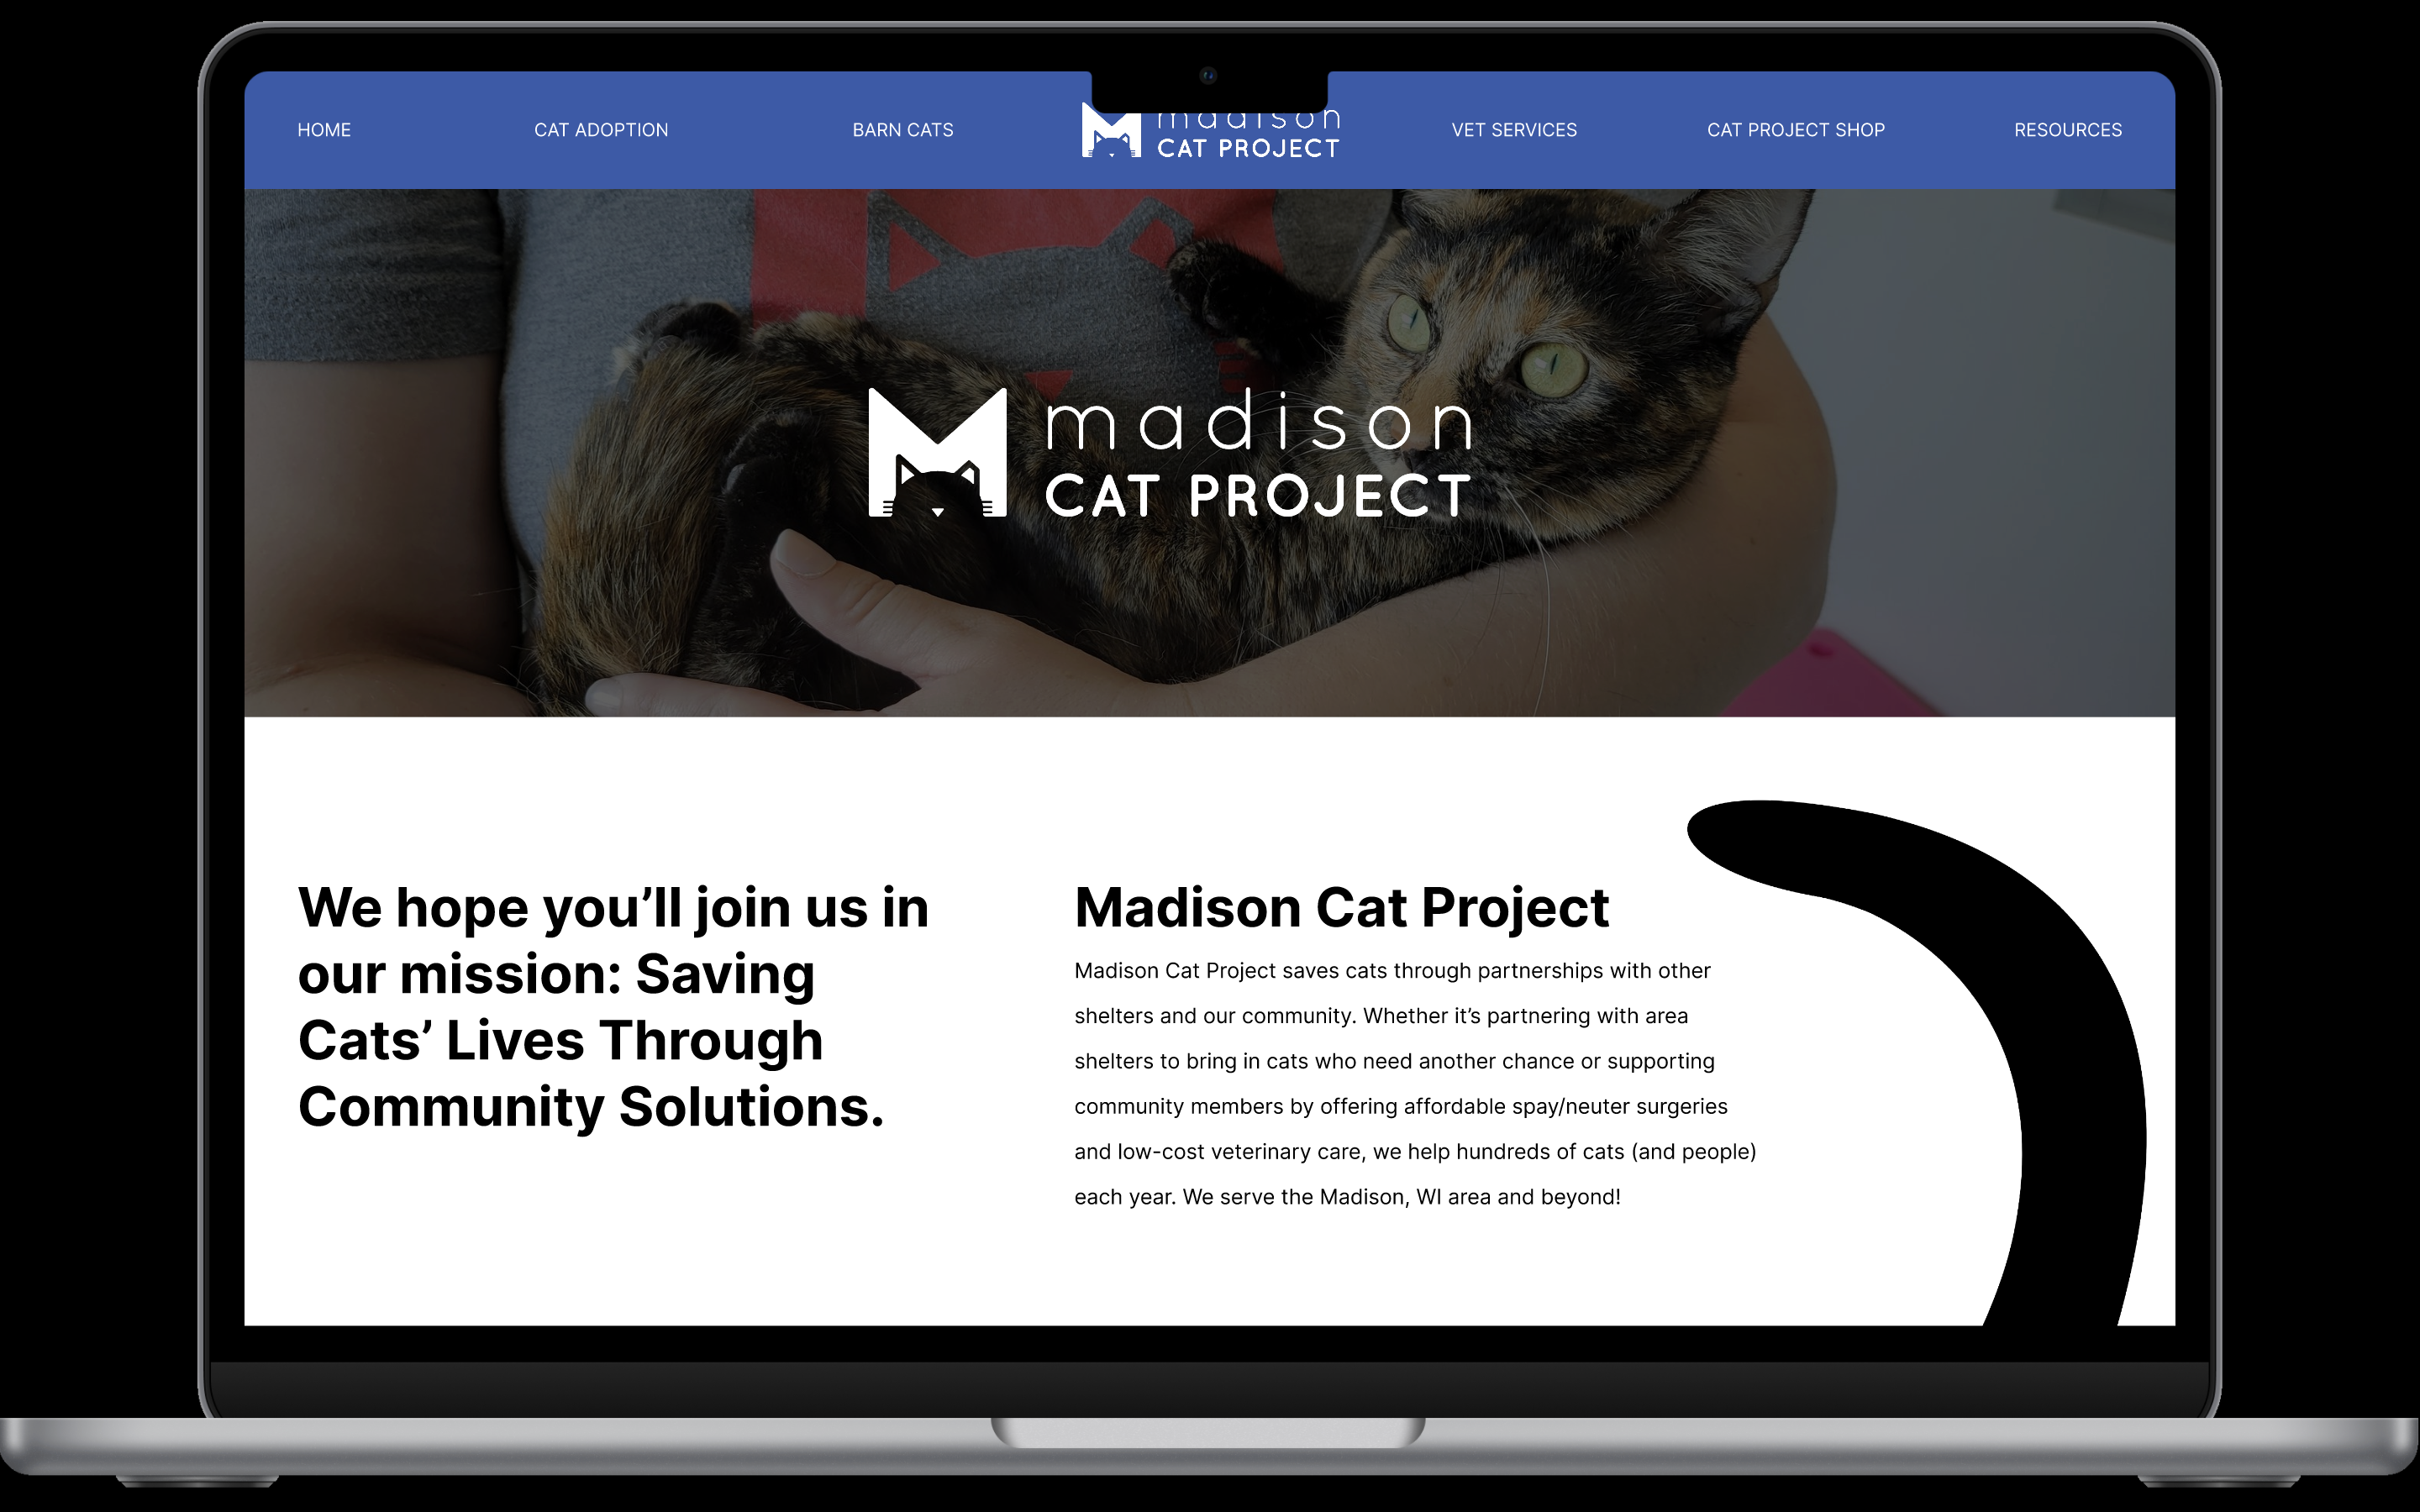 HOME
CAT ADOPTION
BARN CATS
madison
CAT PROJECT
VET SERVICES
CAT PROJECT SHOP
RESOURCES
madison
CAT PROJECT
We hope you’ll join us in
our mission: Saving
Cats’ Lives Through
Community Solutions.
Madison Cat Project
Madison Cat Project saves cats through partnerships with other
shelters and our community. Whether it’s partnering with area
shelters to bring in cats who need another chance or supporting
community members by offering affordable spay/neuter surgeries
and low-cost veterinary care, we help hundreds of cats (and people)
each year. We serve the Madison, WI area and beyond!